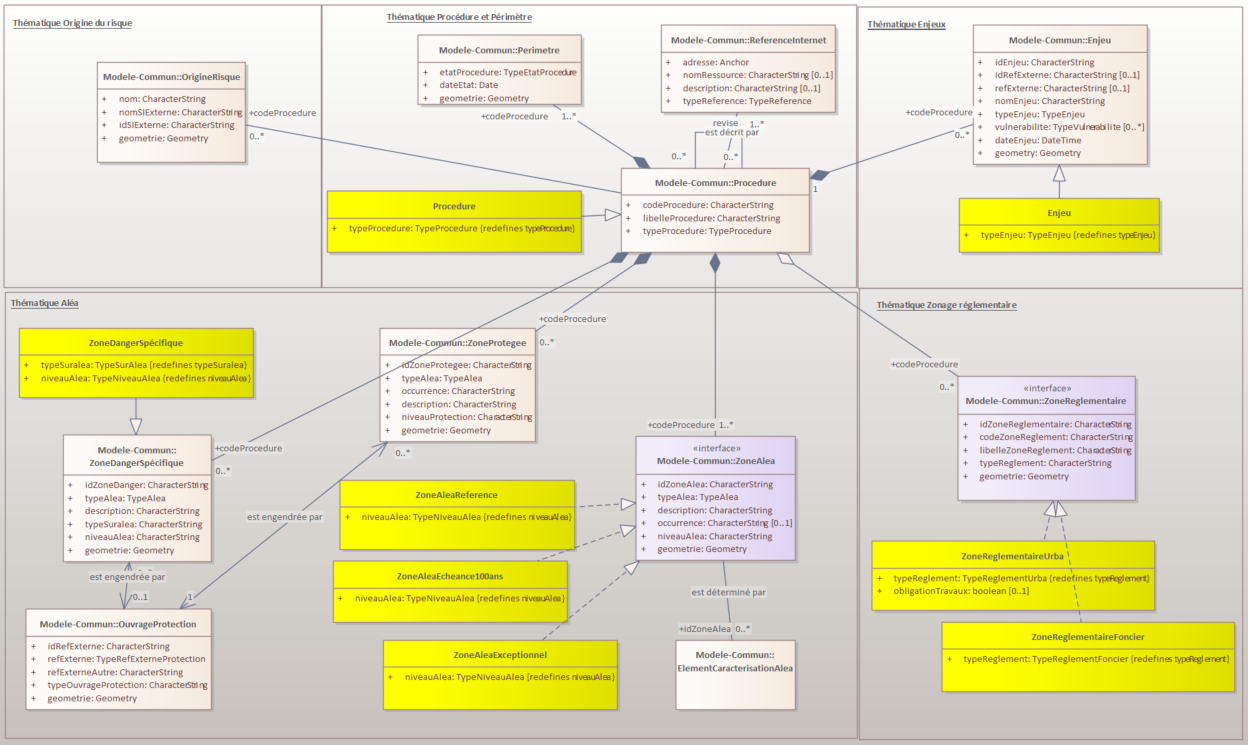 Thématique Origine du risque
Modele-Commun::OrigineRisque
+ nom: CharacterString
+ nomSIExterne: CharacterString
+ idSIExterne: CharacterString
+ geometrie: Geometry
+codeProcedure
0..*
Thématique Procédure et Périmètre
Modele-Commun::Perimetre
+ etatProcedure: TypeEtatProcedure
+ dateEtat: Date
+ geometrie: Geometry
+codeProcedure 1..*
Modele-Commun::ReferenceInternet
+ adresse: Anchor
+ nomRessource: CharacterString [0..1]
+ description: CharacterString [0..1]
+ typeReference: TypeReference
revise 1..*
est décrit par
0..* 0..*
Modele-Commun::Procedure
+ codeProcedure: CharacterString
+ libelleProcedure: CharacterString
+ typeProcedure: TypeProcedure
Procedure
+ typeProcedure: TypeProcedure {redefines typeProcedure}
Thématique Enjeux
Modele-Commun::Enjeu
+ idEnjeu: CharacterString
+ idRefExterne: CharacterString [0..1]
+ refExterne: CharacterString [0..1]
+ nomEnjeu: CharacterString
+ typeEnjeu: TypeEnjeu
+ vulnerabilite: TypeVulnerabilite [0..*]
+ dateEnjeu: DateTime
+ geometry: Geometry
+codeProcedure
0..*
1
Enjeu
+ typeEnjeu: TypeEnjeu {redefines typeEnjeu}
Thématique Aléa
ZoneDangerSpécifique
+ typeSuralea: TypeSurAlea {redefines typeSuralea}
+ niveauAlea: TypeNiveauAlea {redefines niveauAlea}
Modele-Commun::
ZoneDangerSpécifique
+ idZoneDanger: CharacterString
+ typeAlea: TypeAlea
+ description: CharacterString
+ typeSuralea: CharacterString
+ niveauAlea: CharacterString
+ geometrie: Geometry
+codeProcedure
0..*
est engendrée par
0..1
Modele-Commun::OuvrageProtection
+ idRefExterne: CharacterString
+ refExterne: TypeRefExterneProtection
+ refExterneAutre: CharacterString
+ typeOuvrageProtection: CharacterString
+ geometrie: Geometry
Modele-Commun::ZoneProtegee
+ idZoneProtegee: CharacterString
+ typeAlea: TypeAlea
+ occurrence: CharacterString
+ description: CharacterString
+ niveauProtection: CharacterString
+ geometrie: Geometry
+codeProcedure
0..*
0..*
est engendrée par
1
+codeProcedure 1..*
«interface»
Modele-Commun::ZoneAlea
+ idZoneAlea: CharacterString
+ typeAlea: TypeAlea
+ description: CharacterString
+ occurrence: CharacterString [0..1]
+ niveauAlea: CharacterString
+ geometrie: Geometry
ZoneAleaReference
+ niveauAlea: TypeNiveauAlea {redefines niveauAlea}
ZoneAleaEcheance100ans
+ niveauAlea: TypeNiveauAlea {redefines niveauAlea}
ZoneAleaExceptionnel
+ niveauAlea: TypeNiveauAlea {redefines niveauAlea}
est déterminé par
+idZoneAlea 0..*
Modele-Commun::
ElementCaracterisationAlea
Thématique Zonage réglementaire
+codeProcedure
0..*
«interface»
Modele-Commun::ZoneReglementaire
+ idZoneReglementaire: CharacterString
+ codeZoneReglement: CharacterString
+ libelleZoneReglement: CharacterString
+ typeReglement: CharacterString
+ geometrie: Geometry
ZoneReglementaireUrba
+ typeReglement: TypeReglementUrba {redefines typeReglement}
+ obligationTravaux: boolean [0..1]
ZoneReglementaireFoncier
+ typeReglement: TypeReglementFoncier {redefines typeReglement}